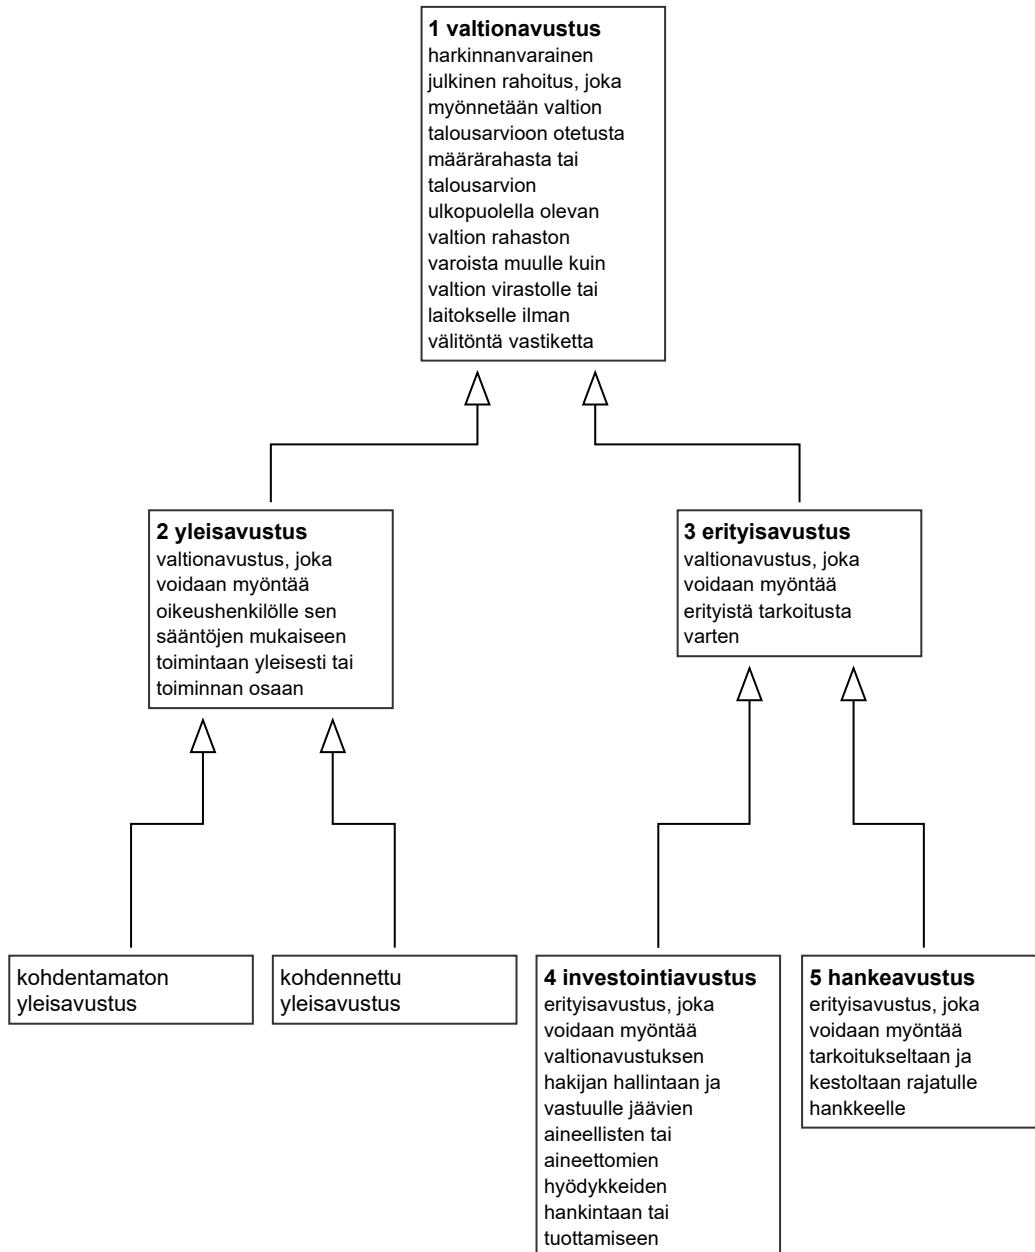 1 valtionavustus
harkinnanvarainen
julkinen rahoitus, joka
myönnetään valtion
talousarvioon otetusta
määrärahasta tai
talousarvion
ulkopuolella olevan
valtion rahaston
varoista muulle kuin
valtion virastolle tai
laitokselle ilman
välitöntä vastiketta
2 yleisavustus
valtionavustus, joka
voidaan myöntää
oikeushenkilölle sen
sääntöjen mukaiseen
toimintaan yleisesti tai
toiminnan osaan
3 erityisavustus
valtionavustus, joka
voidaan myöntää
erityistä tarkoitusta
varten
kohdentamaton
yleisavustus
kohdennettu
yleisavustus
4 investointiavustus
erityisavustus, joka
voidaan myöntää
valtionavustuksen
hakijan hallintaan ja
vastuulle jäävien
aineellisten tai
aineettomien
hyödykkeiden
hankintaan tai
tuottamiseen
5 hankeavustus
erityisavustus, joka
voidaan myöntää
tarkoitukseltaan ja
kestoltaan rajatulle
hankkeelle